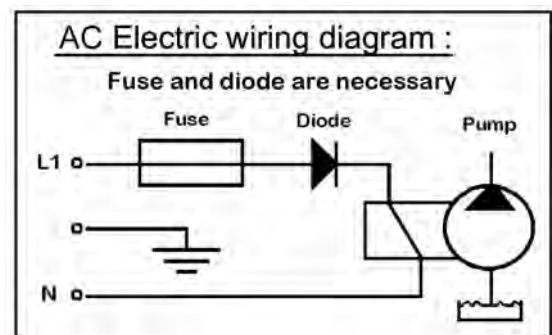 AC Electric wiring diagram :
Fuse and diode are necessary
Fuse Diode Pump
L1
N